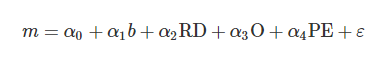 m = α₀ + α₁b + α₂RD + α₃O + α₄PE + ε